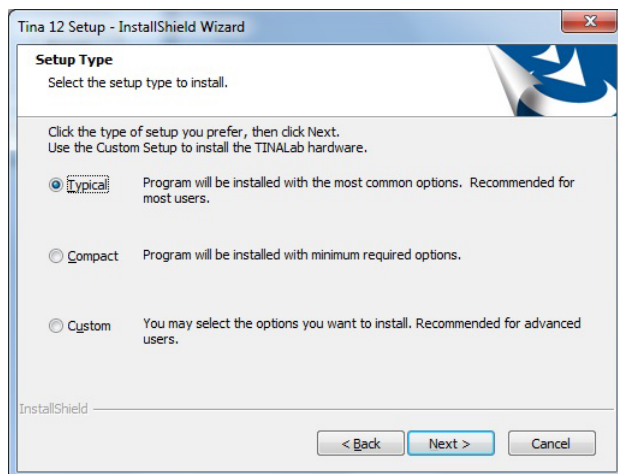 Tina 12 Setup - InstallShield Wizard
Setup Type
Select the setup type to install.
Click the type of setup you prefer, then click Next.
Use the Custom Setup to install the TINALab hardware.
Typical
Program will be installed with the most common options. Recommended for
most users.
Compact
Program will be installed with minimum required options.
Custom
You may select the options you want to install. Recommended for advanced
users.
InstallShield
< Back
Next >
Cancel